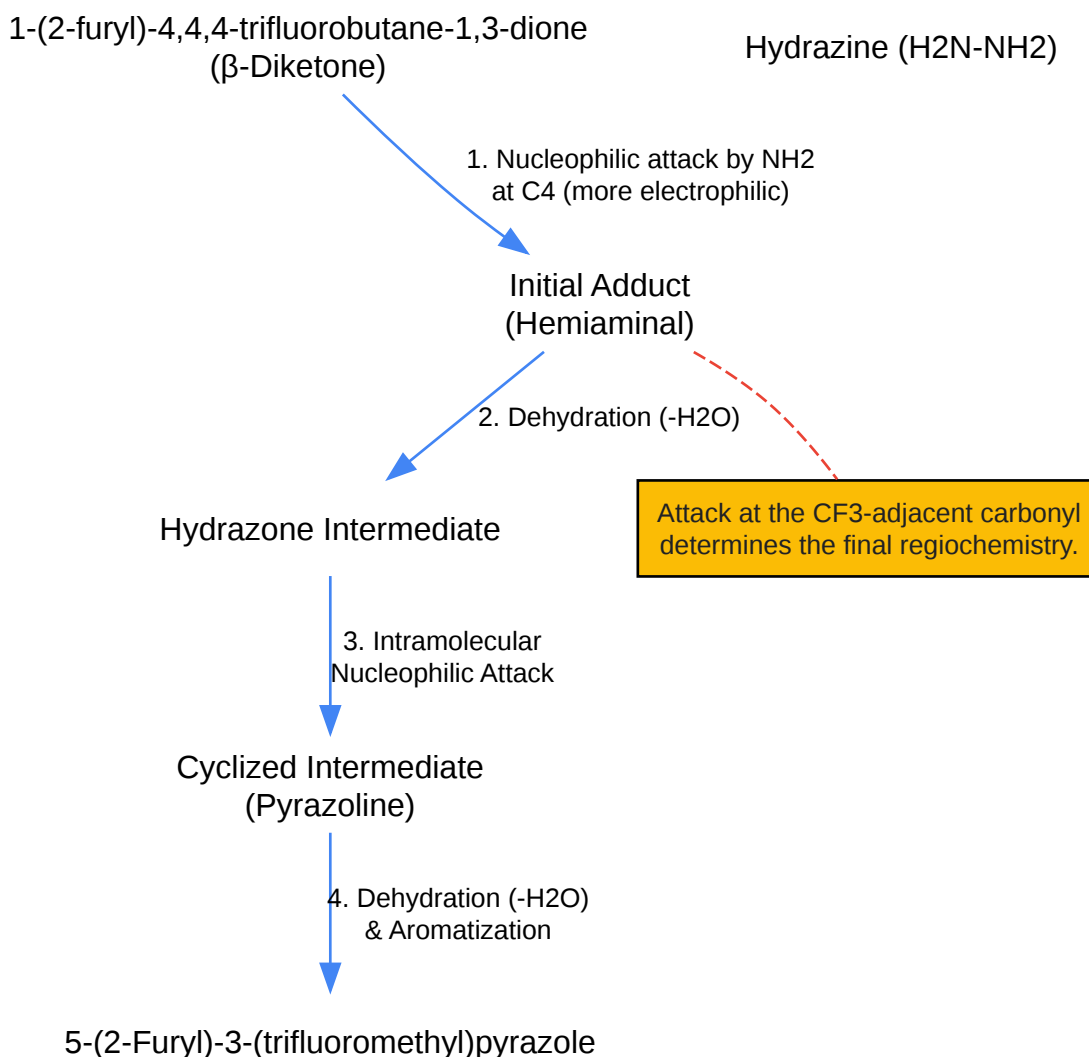 1-(2-furyl)-4,4,4-trifluorobutane-1,3-dione
(β-Diketone)
Hydrazine (H2N-NH2)
1. Nucleophilic attack by NH2
at C4 (more electrophilic)
Initial Adduct
(Hemiaminal)
2. Dehydration (-H2O)
Attack at the CF3-adjacent carbonyl
determines the final regiochemistry.
Hydrazone Intermediate
3. Intramolecular
Nucleophilic Attack
Cyclized Intermediate
(Pyrazoline)
4. Dehydration (-H2O)
& Aromatization
5-(2-Furyl)-3-(trifluoromethyl)pyrazole